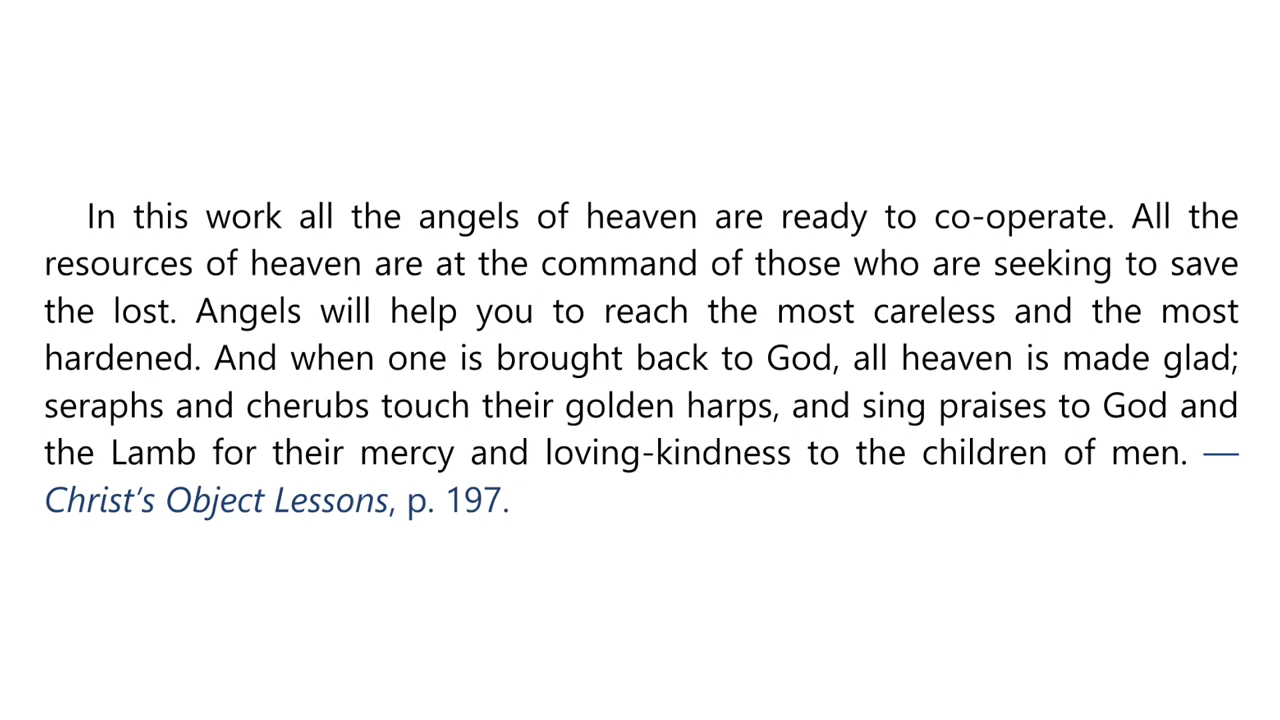 In this work all the angels of heaven are ready to co-operate. All the
resources of heaven are at the command of those who are seeking to save
the lost. Angels will help you to reach the most careless and the most
hardened. And when one is brought back to God, all heaven is made glad;
seraphs and cherubs touch their golden harps, and sing praises to God and
the Lamb for their mercy and loving-kindness to the children of men. —
Christ’s Object Lessons, p. 197.